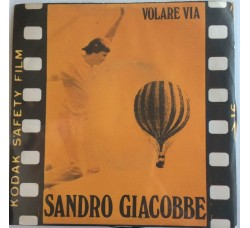 VOLARE VIA
KODAK SAFETY FILM
SANDRO GIACOBBE